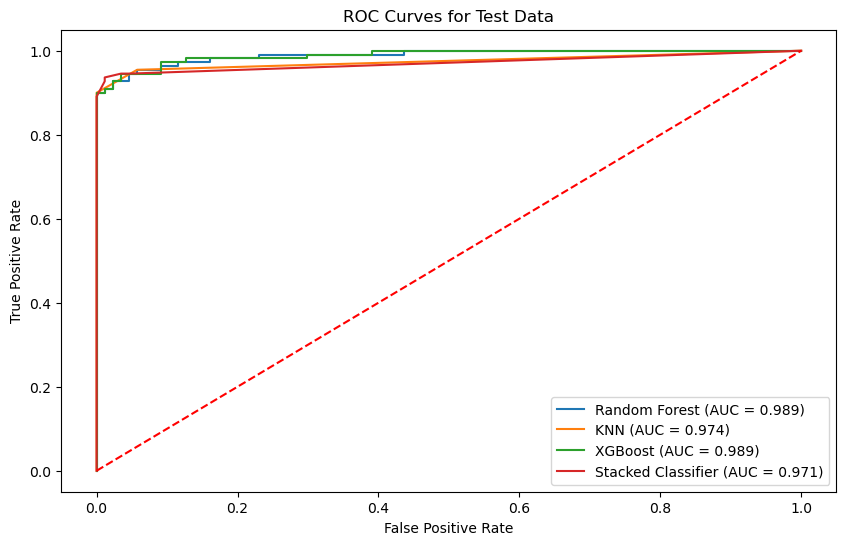 ROC Curves for Test Data
True Positive Rate
1.0
0.8
0.6
0.4
0.2
0.0
Random Forest (AUC = 0.989)
KNN (AUC = 0.974)
XGBoost (AUC = 0.989)
Stacked Classifier (AUC = 0.971)
0.0 0.2 0.4 0.6 0.8 1.0
False Positive Rate